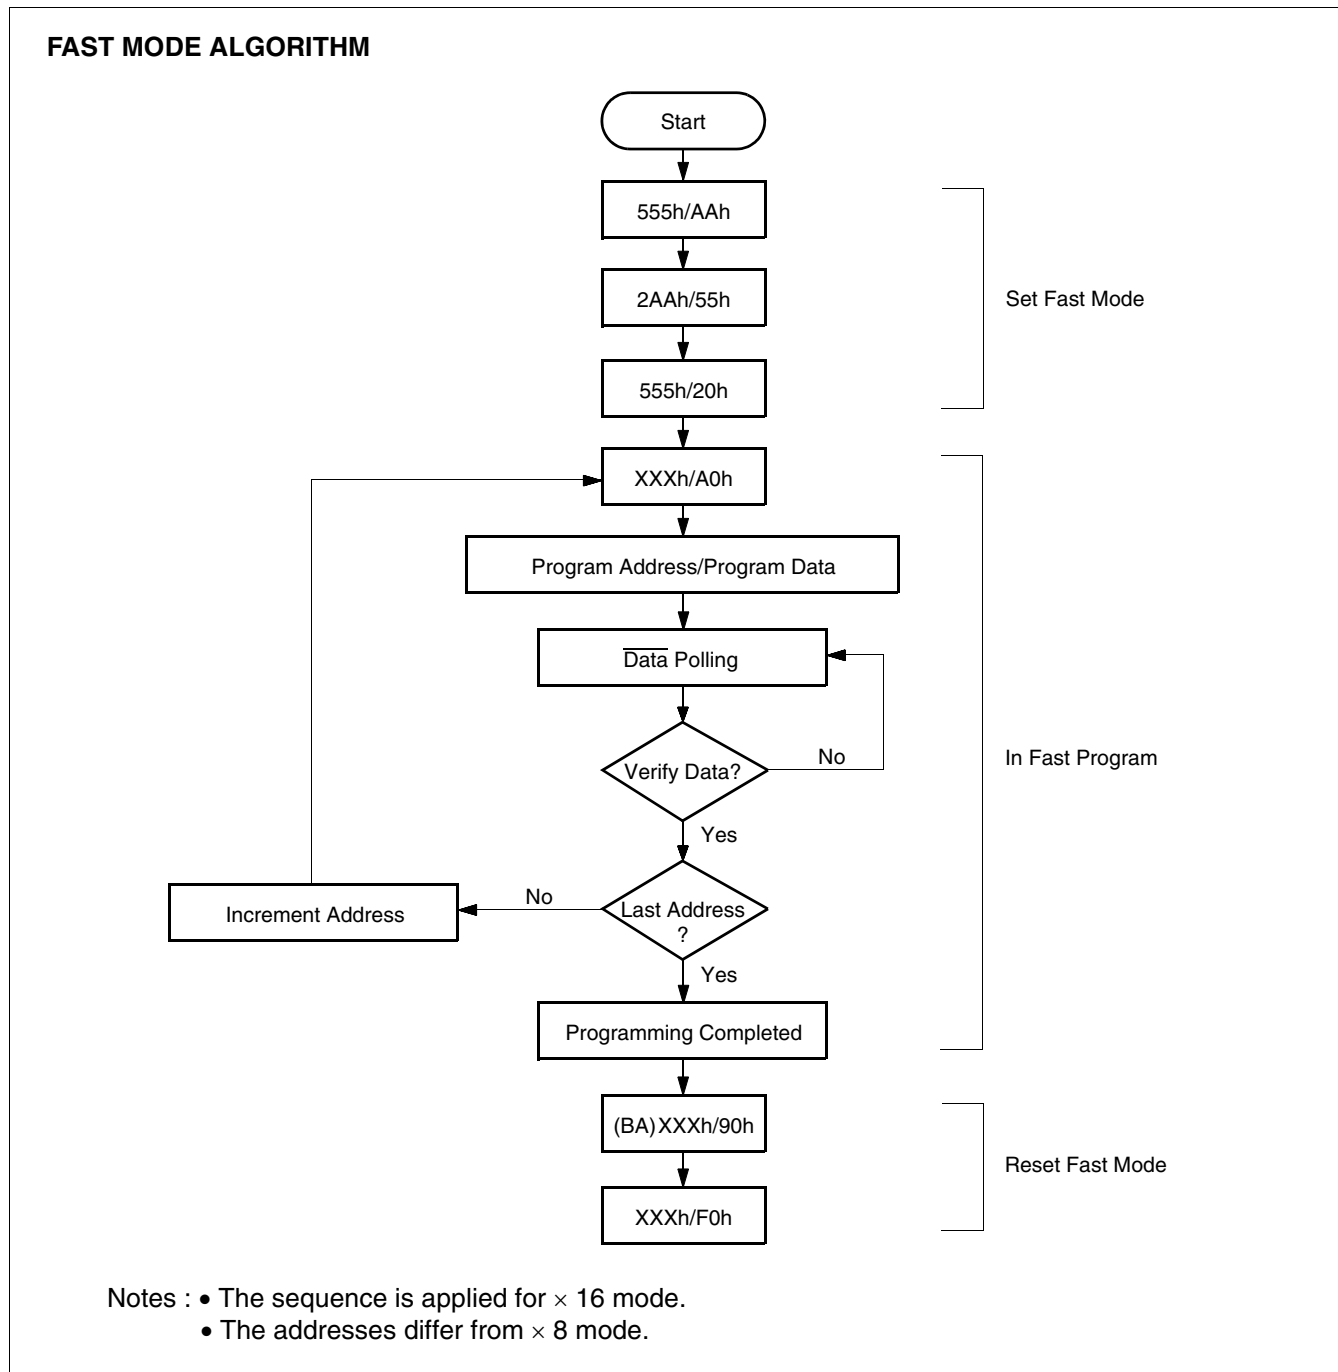 FAST MODE ALGORITHM
Start
555h/AAh
2AAh/55h
Set Fast Mode
555h/20h
XXXh/A0h
Program Address/Program Data
Data Polling
Verify Data?
No
In Fast Program
Yes
Increment Address
No
Last Address
?
Yes
Programming Completed
(BA)XXXh/90h
Reset Fast Mode
XXXh/F0h
Notes : • The sequence is applied for × 16 mode.
• The addresses differ from × 8 mode.